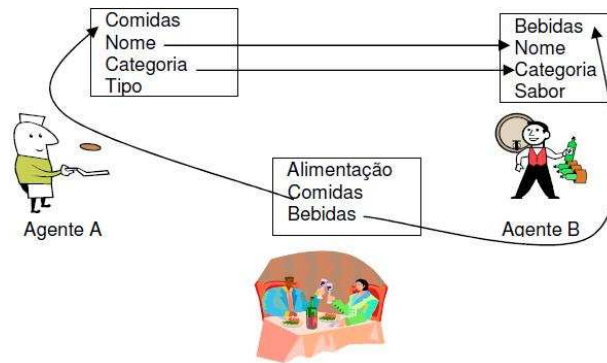 Comidas
Nome
Categoria
Tipo
Bebidas
Nome
Categoria
Sabor
Alimentação
Comidas
Bebidas
Agente A
Agente B